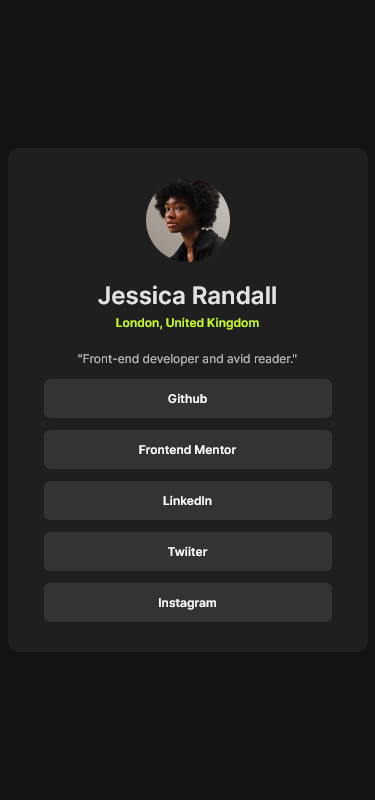 Jessica Randall
London, United Kingdom
"Front-end developer and avid reader."
Github
Frontend Mentor
LinkedIn
Twiiter
Instagram